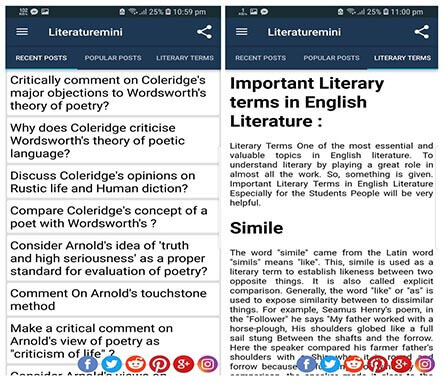 102 B/S 25% 10:59 pm
Literaturemini
RECENT POSTS POPULAR POSTS LITERARY TERMS
Critically comment on Coleridge's
major objections to Wordsworth's
theory of poetry?
Why does Coleridge criticise
Wordsworth's theory of poetic
language?
Discuss Coleridge's opinions on
Rustic life and Human diction?
Compare Coleridge's concept of a
poet with Wordsworth's ?
Consider Arnold's idea of 'truth
and high seriousness' as a proper
standard for evaluation of poetry?
Comment On Arnold's touchstone
method
Make a critical comment on
Arnold's view of poetry as
"criticism of life" ?
Consider Arnold's views on
25% 11:00 pm
Literaturemini
RECENT POSTS POPULAR POSTS LITERARY TERMS
Important Literary
terms in English
Literature :
Literary Terms One of the most essential and
valuable topics in English literature. To
understand literary by playing a great role in
almost all the work. So, something is given.
Important Literary Terms in English Literature
Especially for the Students People will be very
helpful.
Simile
The word "simile" came from the Latin word
"similis" means "like". This, simile is used as a
literary term to establish likeness between two
opposite things. It is also called explicit
comparison. Generally, the word "like" or "as" is
used to expose similarity between to dissimilar
things. For example, Seamus Henry's poem, in
the "Follower" he says "My father worked with a
horse-plough, His shoulders globed like a full
sail stung Between the shafts and the forrow.
Here the speaker compared his farmer father's
shoulders with
forrow because